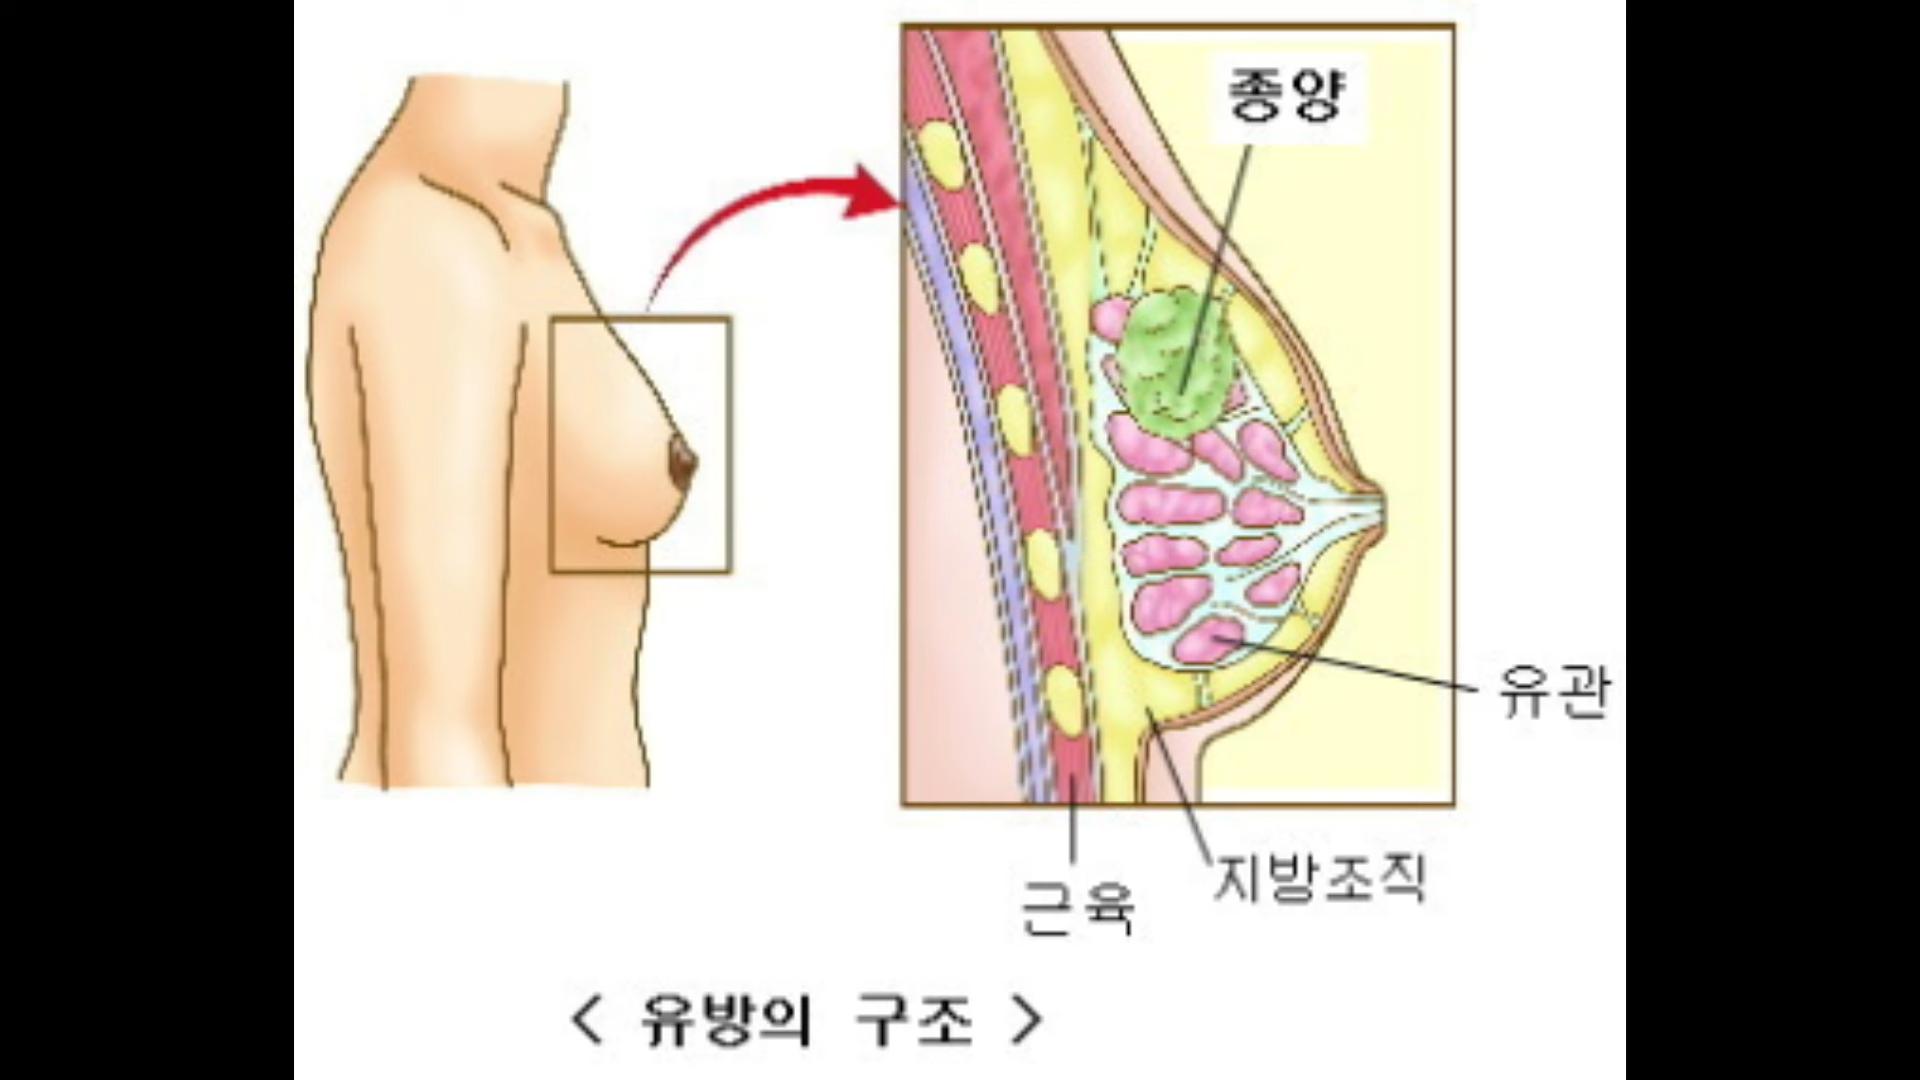 종양
유관
지방조직
근육
< 유방의 구조 >